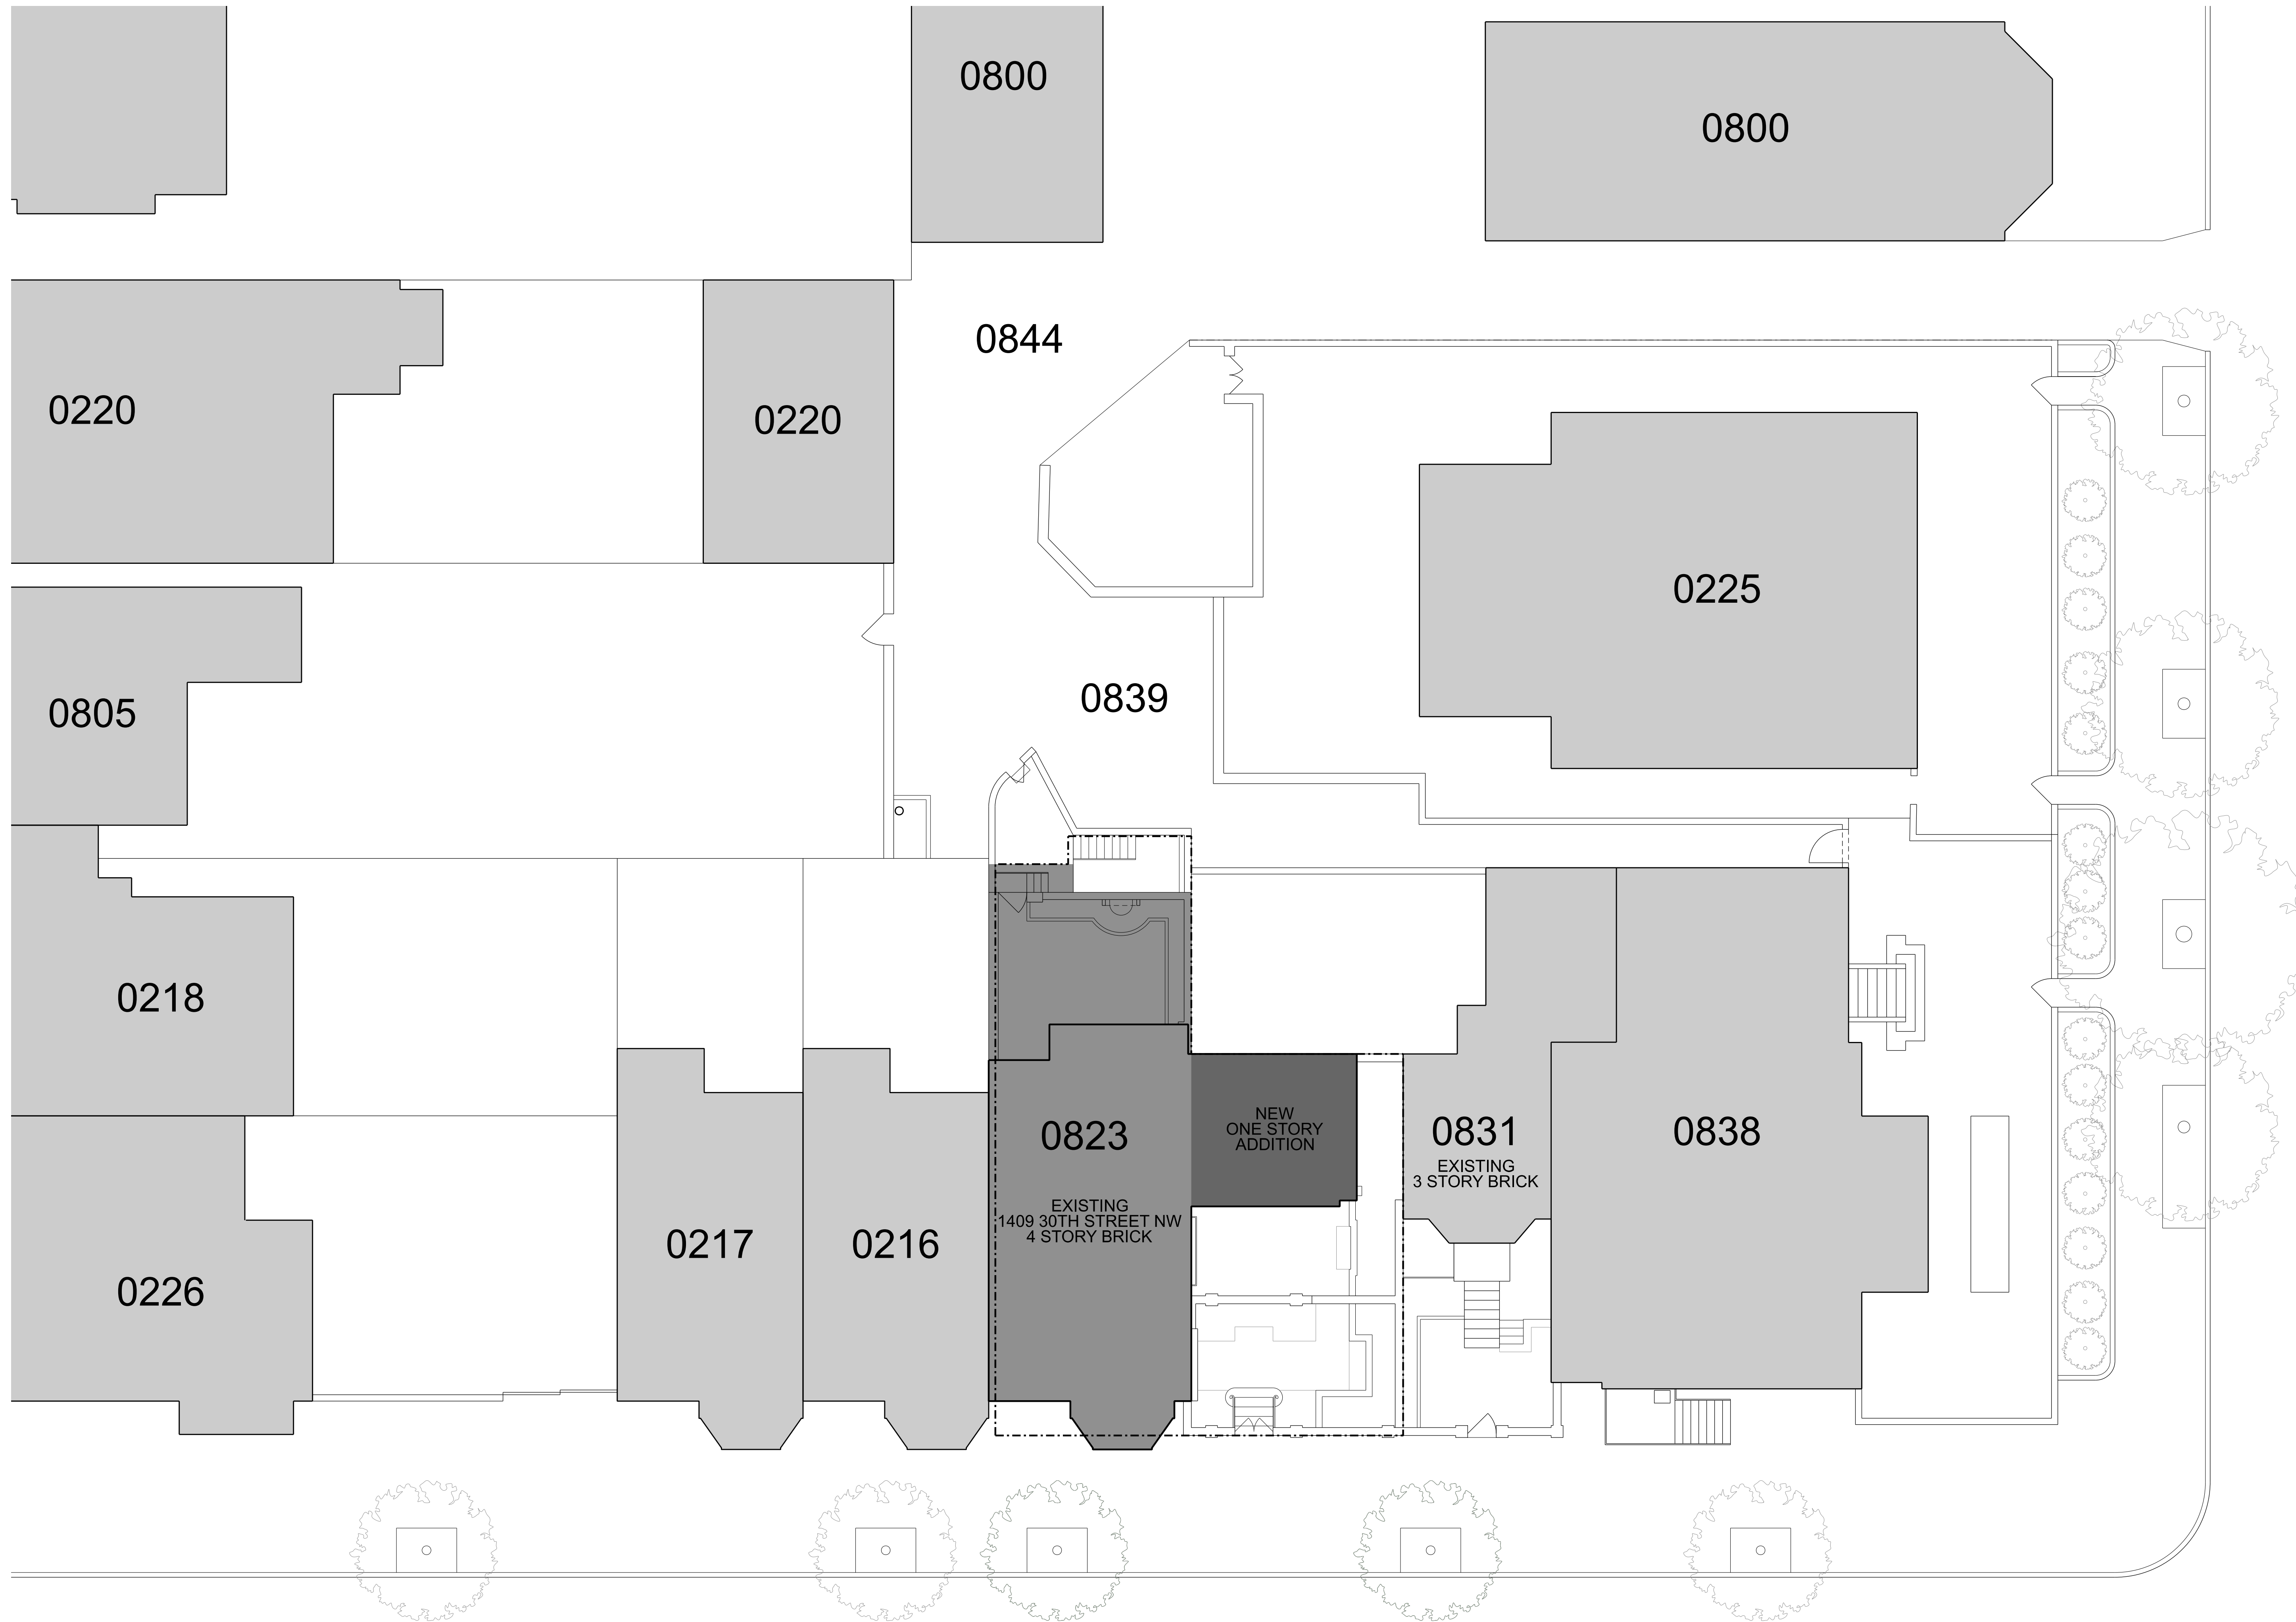 0800
0800
0844
0220
0220
0225
0805
0839
0218
0823
NEW
ONE STORY
ADDITION
0831
EXISTING
3 STORY BRICK
0838
EXISTING
1409 30TH STREET NW
4 STORY BRICK
0217
0216
0226